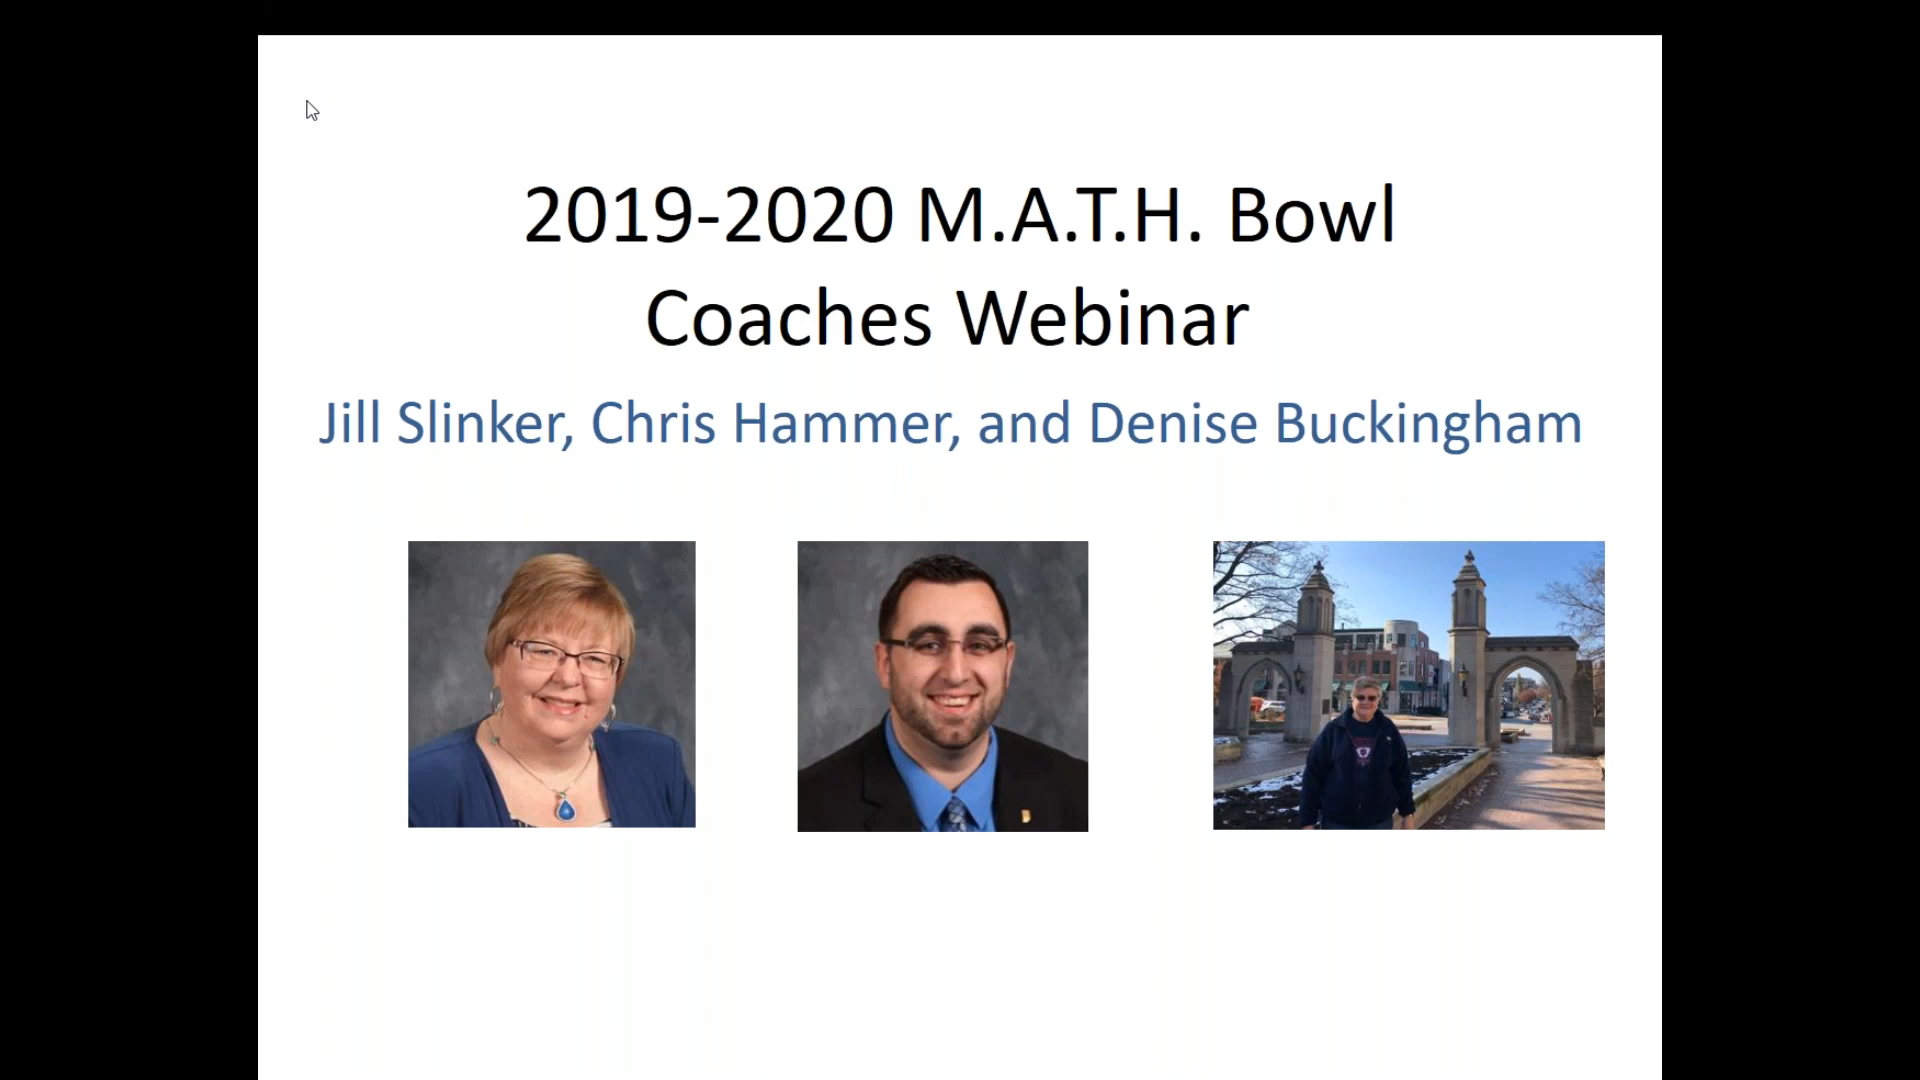 2019-2020 M.A.T.H. Bowl
Coaches Webinar
Jill Slinker, Chris Hammer, and Denise Buckingham